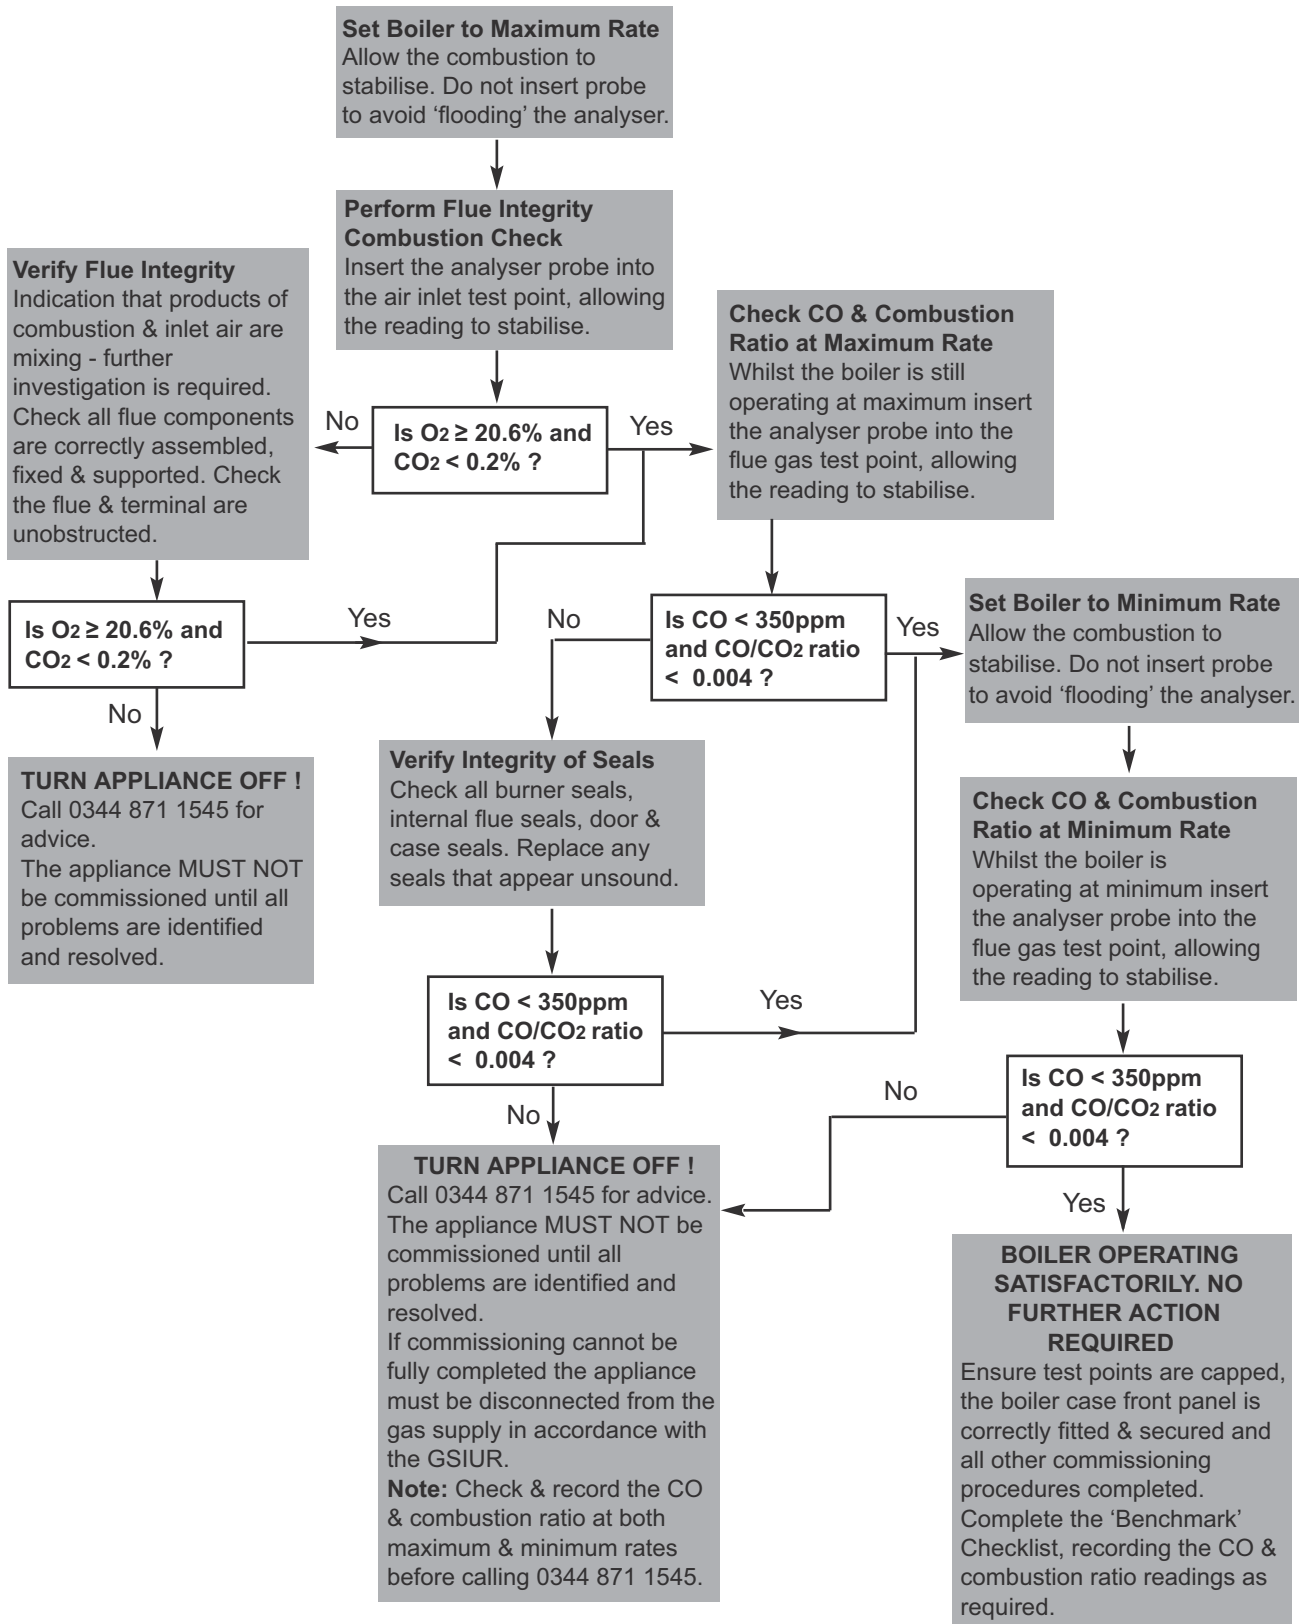 Set Boiler to Maximum Rate
Allow the combustion to
stabilise. Do not insert probe
to avoid ‘flooding’ the analyser.
Perform Flue Integrity
Combustion Check
Insert the analyser probe into
the air inlet test point, allowing
the reading to stabilise.
Is O2 ≥ 20.6% and
CO2 < 0.2% ?
No
Yes
Verify Flue Integrity
Indication that products of
combustion & inlet air are
mixing - further
investigation is required.
Check all flue components
are correctly assembled,
fixed & supported. Check
the flue & terminal are
unobstructed.
Is O2 ≥ 20.6% and
CO2 < 0.2% ?
Yes
No
TURN APPLIANCE OFF !
Call 0344 871 1545 for
advice.
The appliance MUST NOT
be commissioned until all
problems are identified
and resolved.
Check CO & Combustion
Ratio at Maximum Rate
Whilst the boiler is still
operating at maximum insert
the analyser probe into the
flue gas test point, allowing
the reading to stabilise.
Is CO < 350ppm
and CO/CO2 ratio
< 0.004 ?
No
Yes
Verify Integrity of Seals
Check all burner seals,
internal flue seals, door &
case seals. Replace any
seals that appear unsound.
Is CO < 350ppm
and CO/CO2 ratio
< 0.004 ?
Yes
No
TURN APPLIANCE OFF !
Call 0344 871 1545 for advice.
The appliance MUST NOT be
commissioned until all
problems are identified and
resolved.
If commissioning cannot be
fully completed the appliance
must be disconnected from the
gas supply in accordance with
the GSIUR.
Note: Check & record the CO
& combustion ratio at both
maximum & minimum rates
before calling 0344 871 1545.
Set Boiler to Minimum Rate
Allow the combustion to
stabilise. Do not insert probe
to avoid ‘flooding’ the analyser.
Check CO & Combustion
Ratio at Minimum Rate
Whilst the boiler is
operating at minimum insert
the analyser probe into the
flue gas test point, allowing
the reading to stabilise.
Is CO < 350ppm
and CO/CO2 ratio
< 0.004 ?
No
Yes
BOILER OPERATING
SATISFACTORILY. NO
FURTHER ACTION
REQUIRED
Ensure test points are capped,
the boiler case front panel is
correctly fitted & secured and
all other commissioning
procedures completed.
Complete the ‘Benchmark’
Checklist, recording the CO &
combustion ratio readings as
required.